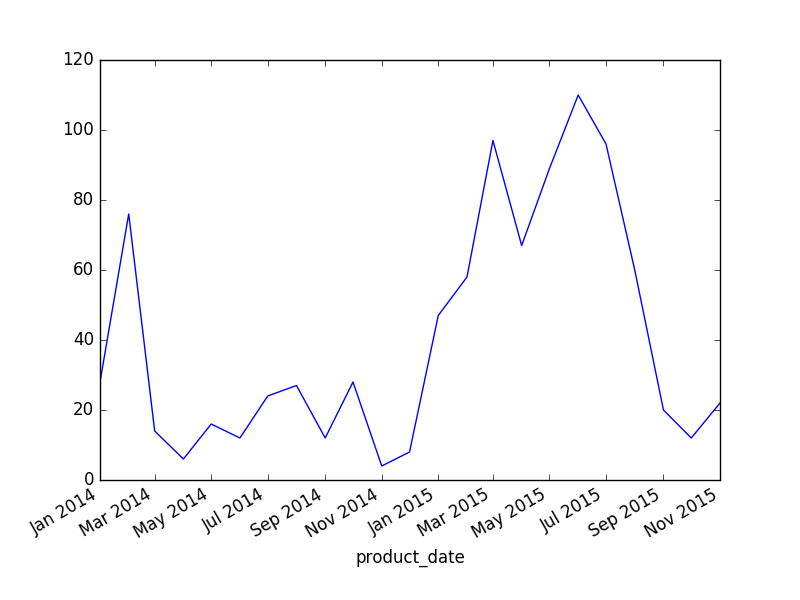 120
100
80
60
40
20
0
Jan 2014
Mar 2014
May 2014
Jul 2014
Sep 2014
Nov 2014
Jan 2015
Mar 2015
May 2015
Jul 2015
Sep 2015
Nov 2015
product_date